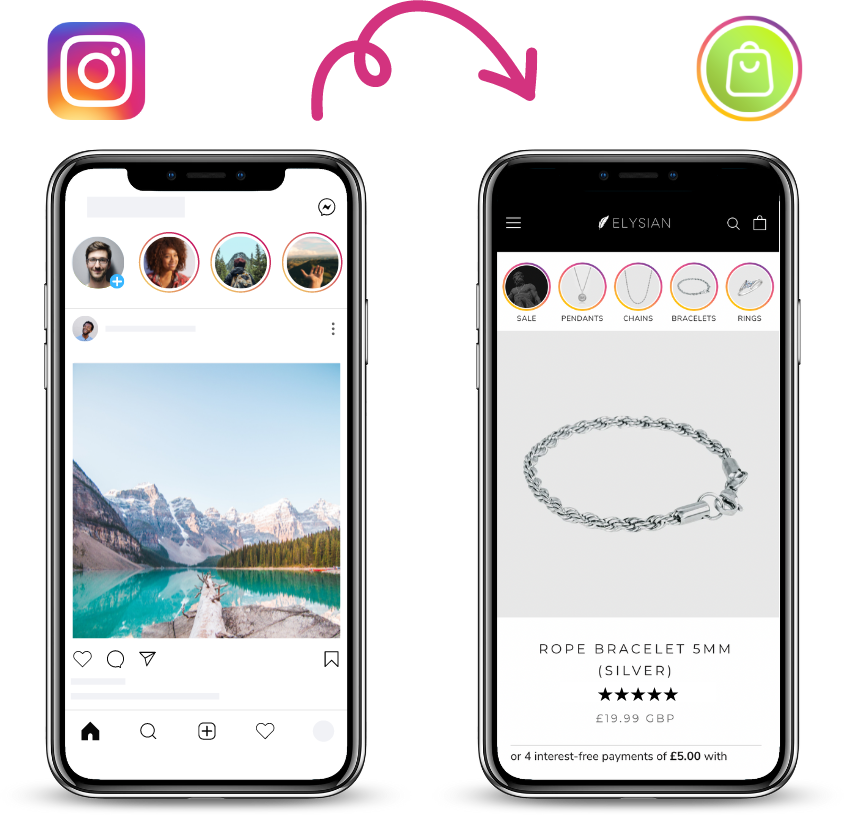 ELYSIAN
SALE
PENDANTS
CHAINS
BRACELETS
RINGS
ROPE BRACELET 5MM
(SILVER)
★★★★★
£19.99 GBP
or 4 interest-free payments of £5.00 with